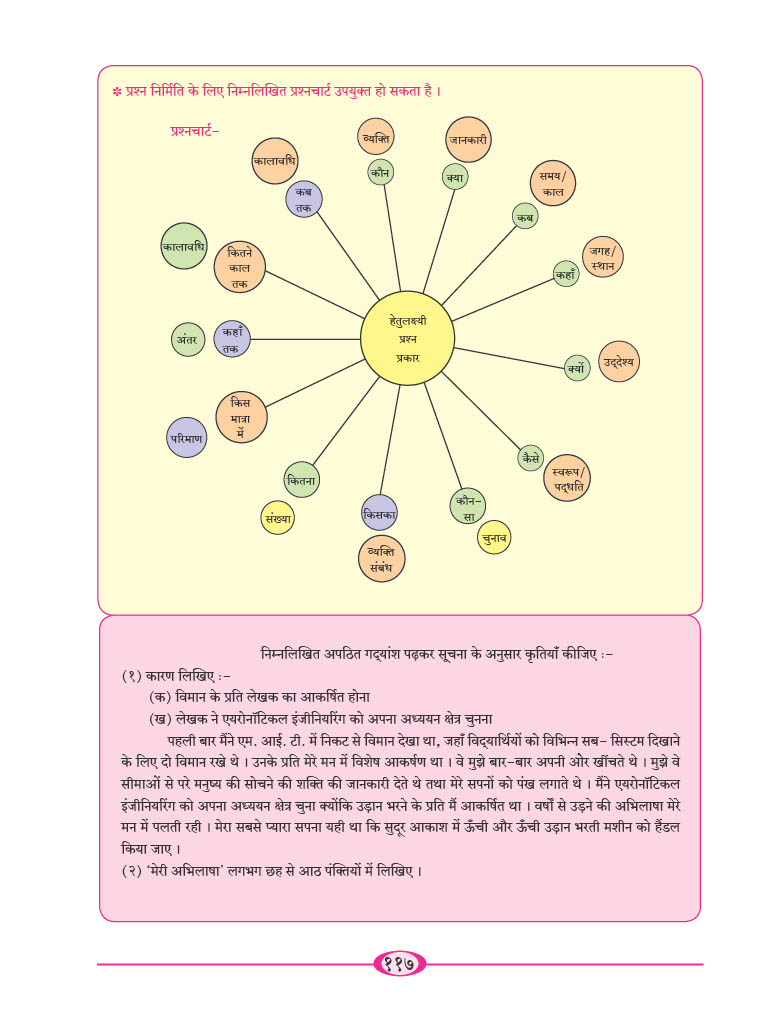 ✽ प्रश्न निर्मिति के लिए निम्नलिखित प्रश्नचार्ट उपयुक्त हो सकता है ।
प्रश्नचार्ट-
व्यक्ति
कौन
जानकारी
क्या
समय/
काल
कब
जगह/
स्थान
कहाँ
उद्‍देश्य
क्यों
स्वरूप/
पद्धति
कैसे
कौन-
सा
चुनाव
किसका
व्यक्ति
संबंध
कितना
संख्या
किस
मात्रा
में
परिमाण
कहाँ
तक
अंतर
कितने
काल
तक
कालावधि
कब
तक
कालावधि
हेतुलक्ष्यी
प्रश्न
प्रकार
निम्नलिखित अपठित गद्‍यांश पढ़कर सूचना के अनुसार कृतियाँ कीजिए :-
(१) कारण लिखिए :-
(क) विमान के प्रति लेखक का आकर्षित होना
(ख) लेखक ने एयरोनॉटिकल इंजीनियरिंग को अपना अध्ययन क्षेत्र चुनना
पहली बार मैंने एम. आई. टी. में निकट से विमान देखा था, जहाँ विद्‍यार्थियों को विभिन्न सब- सिस्टम दिखाने
के लिए दो विमान रखे थे । उनके प्रति मेरे मन में विशेष आकर्षण था । वे मुझे बार-बार अपनी ओर खींचते थे । मुझे वे
सीमाओं से परे मनुष्य की सोचने की शक्ति की जानकारी देते थे तथा मेरे सपनों को पंख लगाते थे । मैंने एयरोनॉटिकल
इंजीनियरिंग को अपना अध्ययन क्षेत्र चुना क्योंकि उड़ान भरने के प्रति मैं आकर्षित था । वर्षों से उड़ने की अभिलाषा मेरे
मन में पलती रही । मेरा सबसे प्यारा सपना यही था कि सुदूर आकाश में ऊँची और ऊँची उड़ान भरती मशीन को हैंडल
किया जाए ।
(२) ‘मेरी अभिलाषा’ लगभग छह से आठ पंक्तियों में लिखिए ।
११७